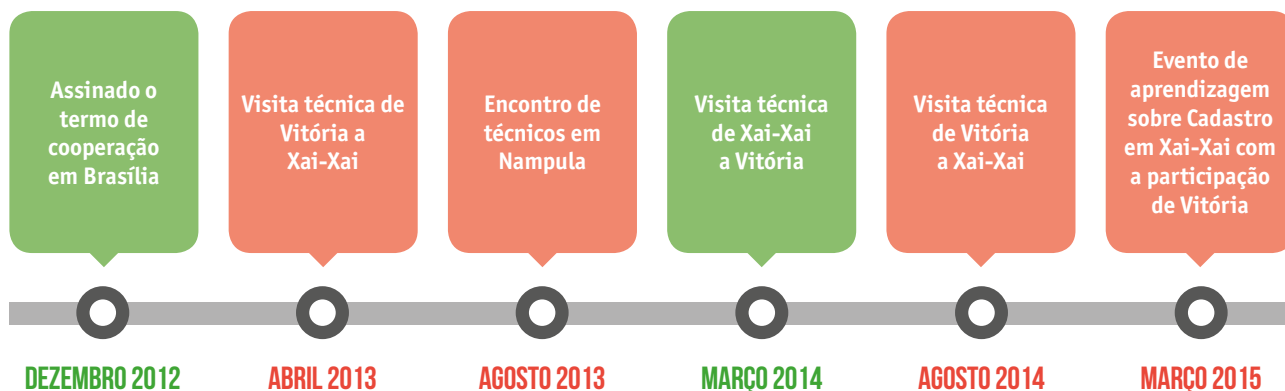 Assinado o
termo de
cooperação
em Brasília
Visita técnica de
Vitória a
Xai-Xai
Encontro de
técnicos em
Nampula
Visita técnica
de Xai-Xai
a Vitória
Visita técnica
de Vitória
a Xai-Xai
Evento de
aprendizagem
sobre Cadastro
em Xai-Xai com
a participação
de Vitória
DEZEMBRO 2012
ABRIL 2013
AGOSTO 2013
MARÇO 2014
AGOSTO 2014
MARÇO 2015